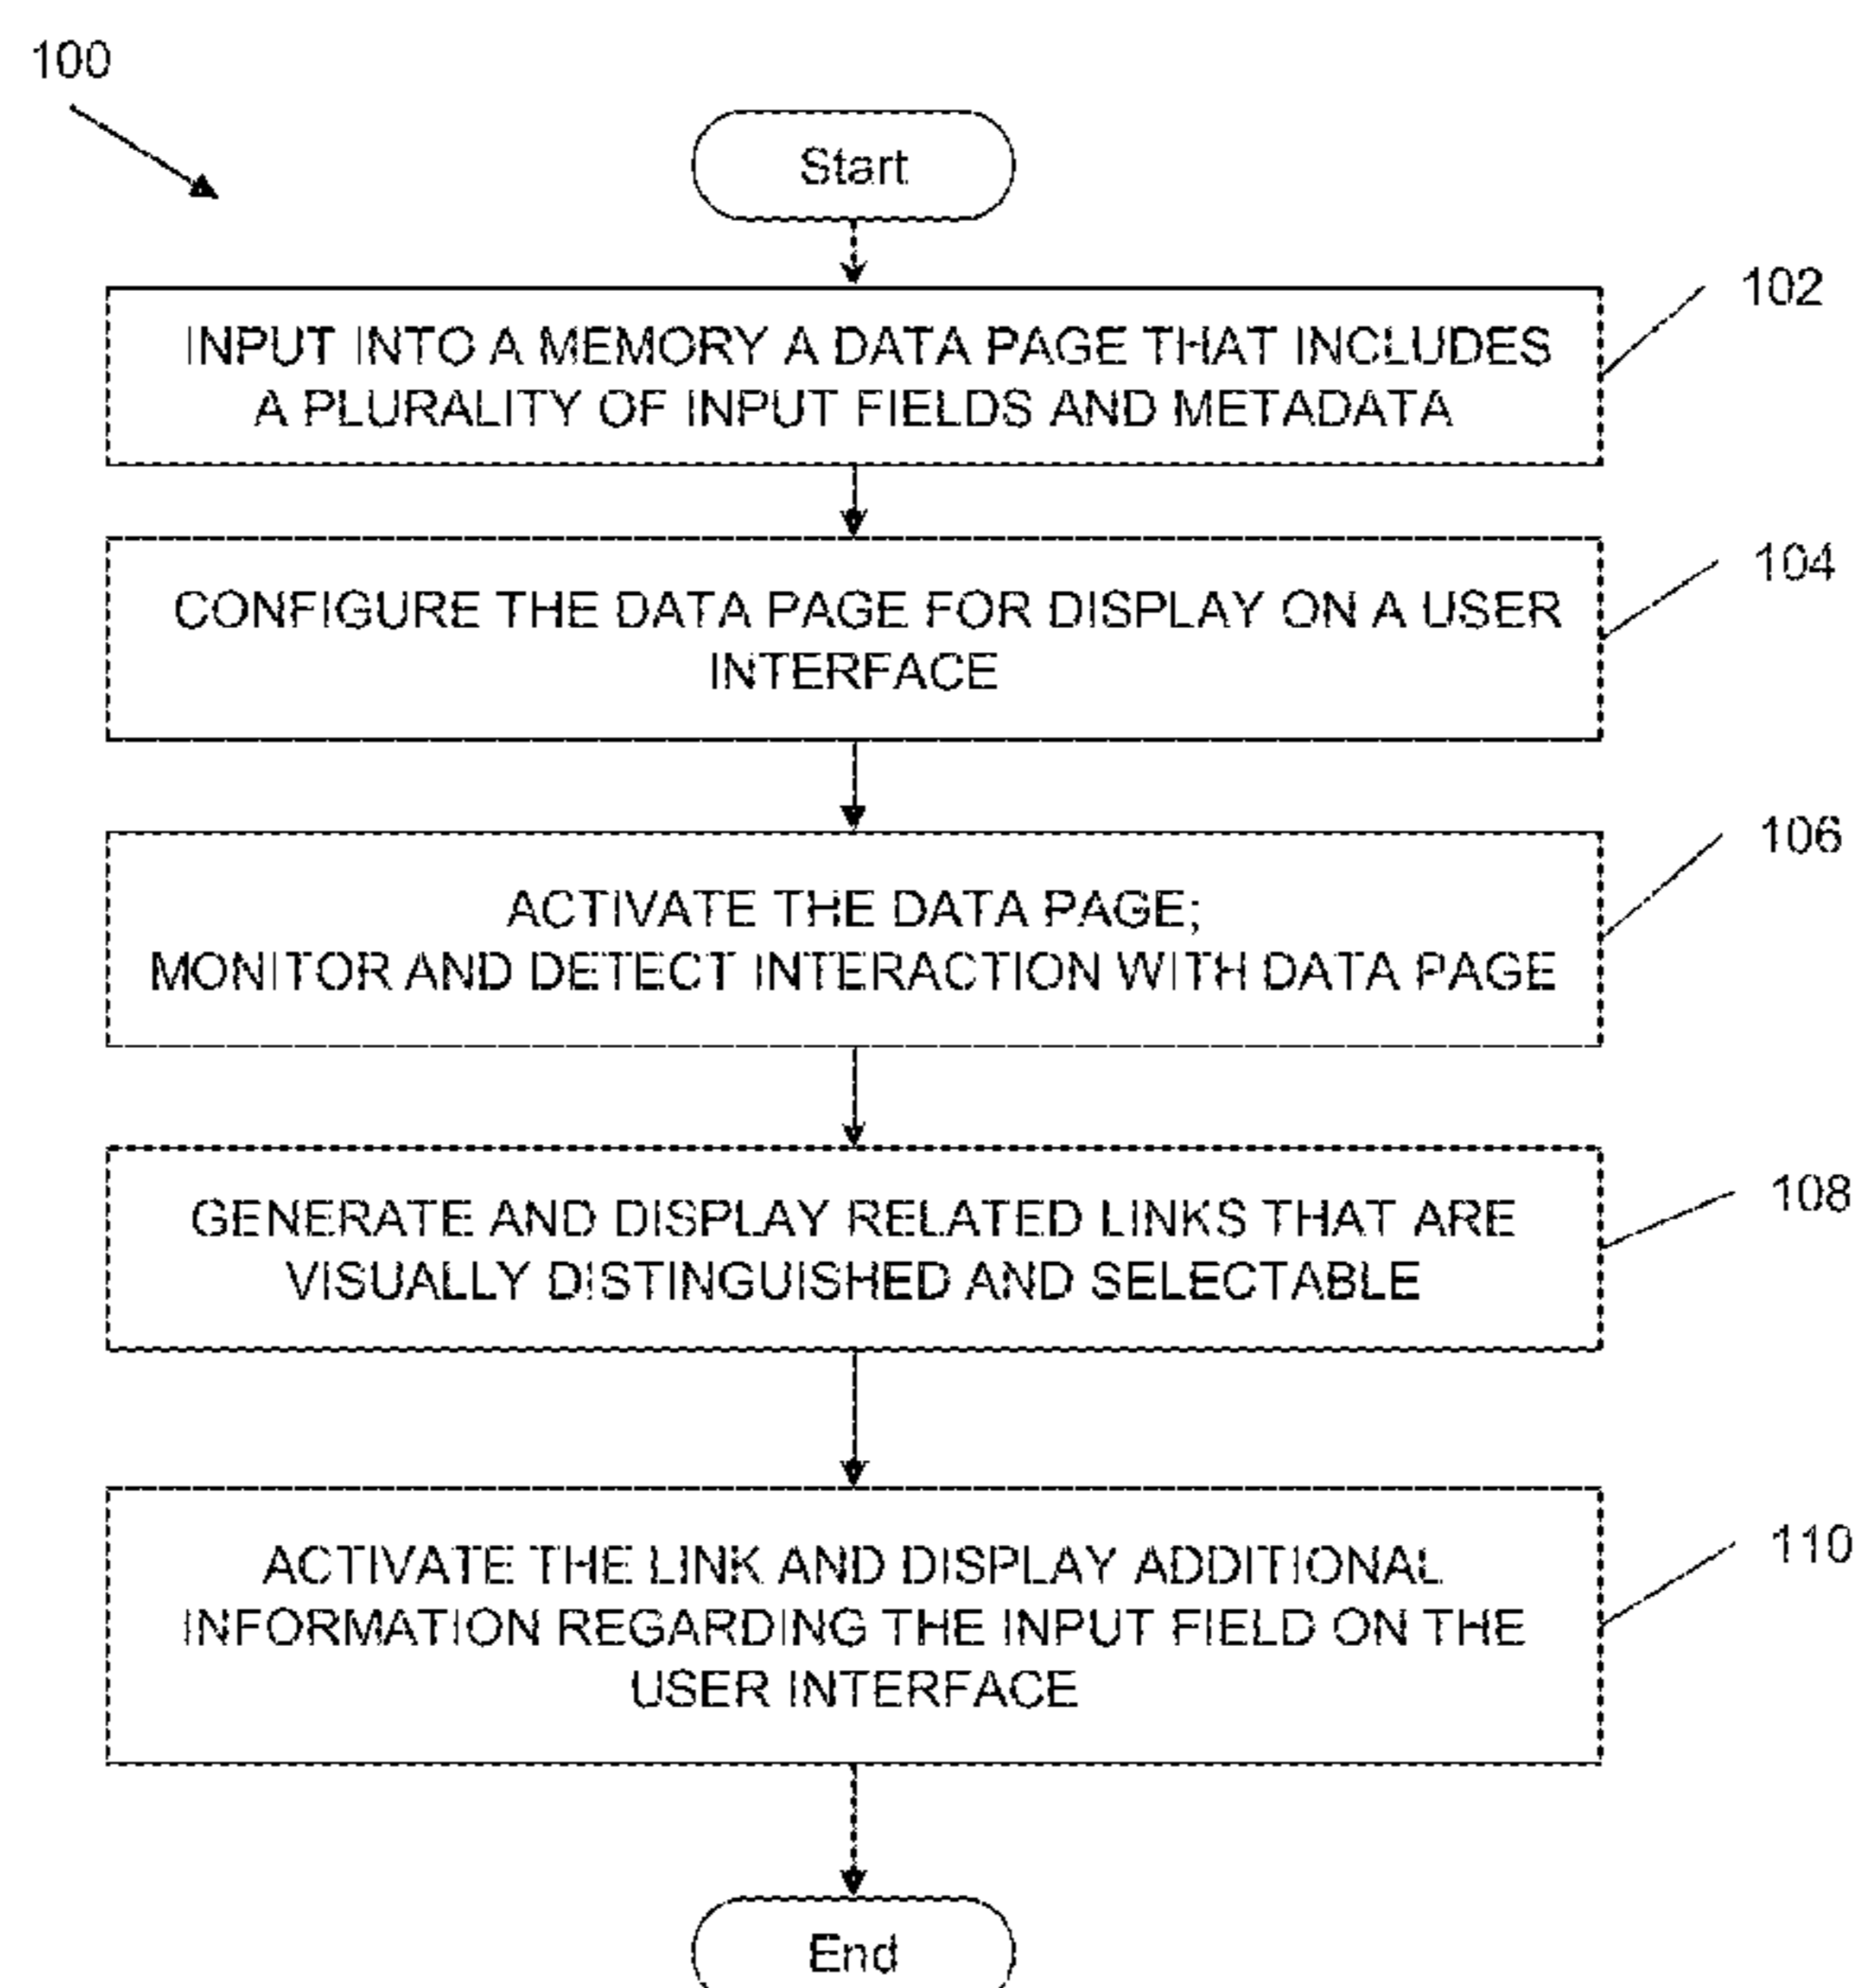 100
Start
102
INPUT INTO A MEMORY A DATA PAGE THAT INCLUDES
A PLURALITY OF INPUT FIELDS AND METADATA
104
CONFIGURE THE DATA PAGE FOR DISPLAY ON A USER
INTERFACE
106
ACTIVATE THE DATA PAGE;
MONITOR AND DETECT INTERACTION WITH DATA PAGE
108
GENERATE AND DISPLAY RELATED LINKS THAT ARE
VISUALLY DISTINGUISHED AND SELECTABLE
110
ACTIVATE THE LINK AND DISPLAY ADDITIONAL
INFORMATION REGARDING THE INPUT FIELD ON THE
USER INTERFACE
End